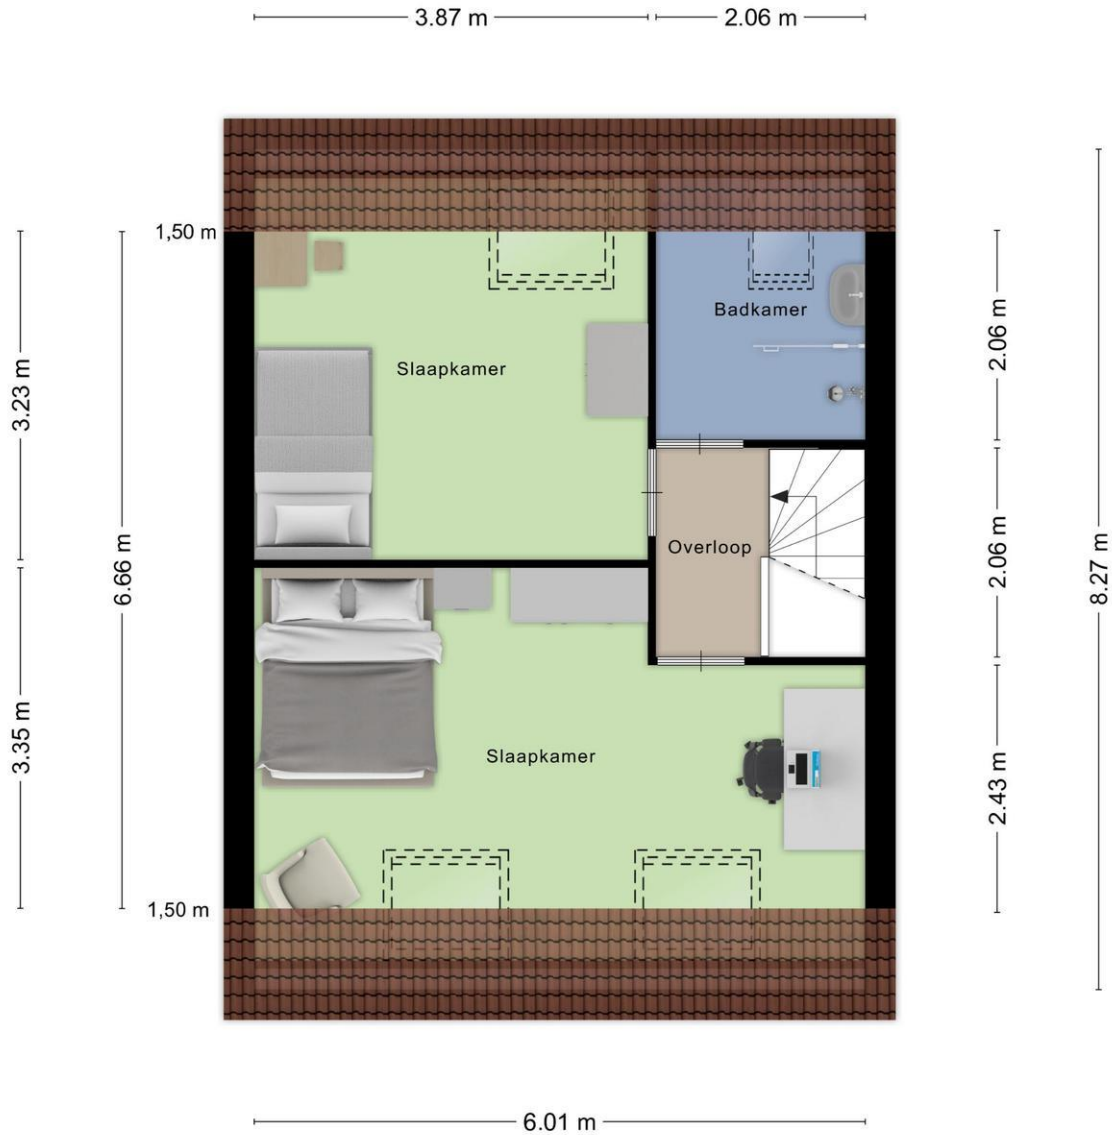 3.87 m
2.06 m
1,50 m
Badkamer
2.06 m
Slaapkamer
3.23 m
6.66 m
Overloop
2.06 m
8.27 m
3.35 m
Slaapkamer
2.43 m
1,50 m
6.01 m